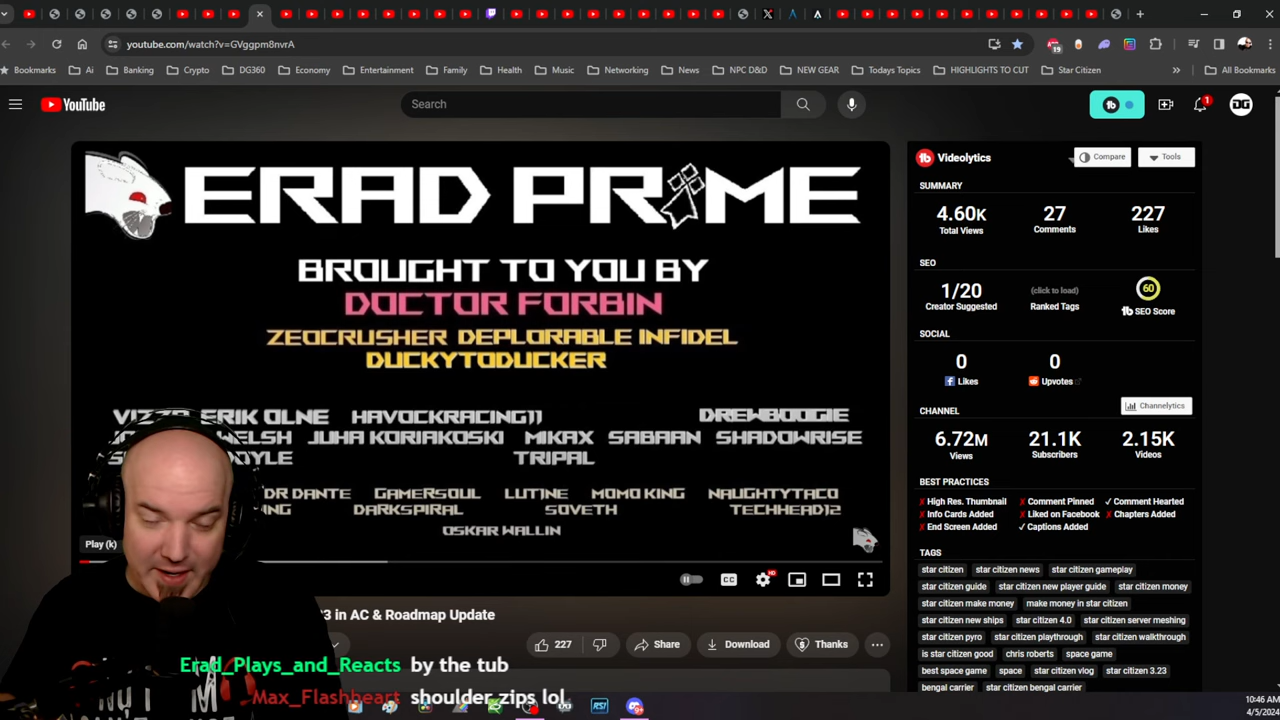 youtube.com/watch?v=GVggpm8nvrA
19
Bookmarks Ai Banking Crypto DG360 Economy Entertainment Family Health Music Networking News NPC D&D NEW GEAR Todays Topics HIGHLIGHTS TO CUT Star Citizen » All Bookmarks
YouTube
Search
1
DG
ERAD PRIME
BROUGHT TO YOU BY
DOCTOR FORBIN
ZEOCRUSHER DEPLORABLE INFIDEL
DUCKYTODUCKER
ERIK OLNE HAVOCKRACING11 DREWBOOGIE
WELSH JUHA KORIAKOSKI MIKAX SABAAN SHADOWRISE
TRIPAL
DR DANTE GAMERSOUL LUTINE MOMO KING NAUGHTYTACO
DARKSPIRAL SOVETH TECHHEAD12
OSKAR WALLIN
Play (k)
CC
HD
in AC & Roadmap Update
227 Share Download Thanks
Erad_Plays_and_Reacts by the tub
Max_Flashheart shoulder zips lol
Videolytics Compare Tools
SUMMARY
4.60K 27 227
Total Views Comments Likes
SEO
1/20 (click to load) 60
Creator Suggested Ranked Tags SEO Score
SOCIAL
0 0
Likes Upvotes
CHANNEL Channelytics
6.72M 21.1K 2.15K
Views Subscribers Videos
BEST PRACTICES
✗ High Res. Thumbnail ✗ Comment Pinned ✓ Comment Hearted
✗ Info Cards Added ✗ Liked on Facebook ✗ Chapters Added
✗ End Screen Added ✓ Captions Added
TAGS
star citizen star citizen news star citizen gameplay
star citizen guide star citizen new player guide star citizen money
star citizen make money make money in star citizen
star citizen new ships star citizen 4.0 star citizen server meshing
star citizen pyro star citizen playthrough star citizen walkthrough
is star citizen good chris roberts space game
best space game space star citizen vlog star citizen 3.23
bengal carrier star citizen bengal carrier
RSI
10:46 AM
4/5/2024